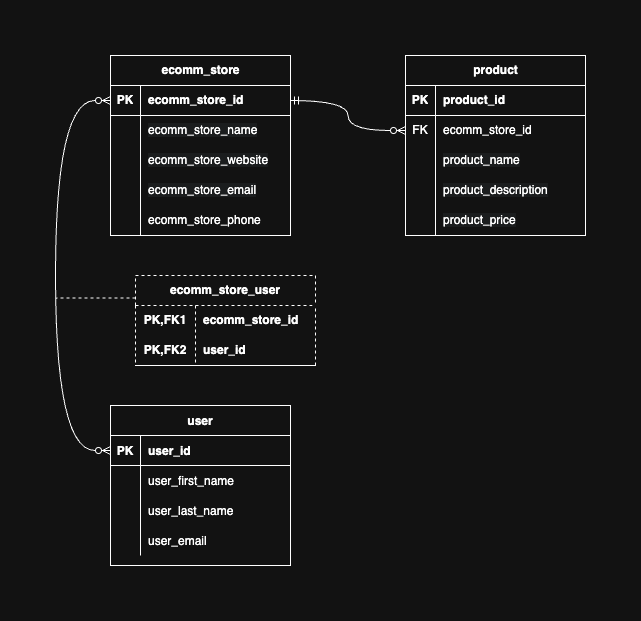 ecomm_store
PK ecomm_store_id
ecomm_store_name
ecomm_store_website
ecomm_store_email
ecomm_store_phone
product
PK product_id
FK ecomm_store_id
product_name
product_description
product_price
ecomm_store_user
PK,FK1 ecomm_store_id
PK,FK2 user_id
user
PK user_id
user_first_name
user_last_name
user_email